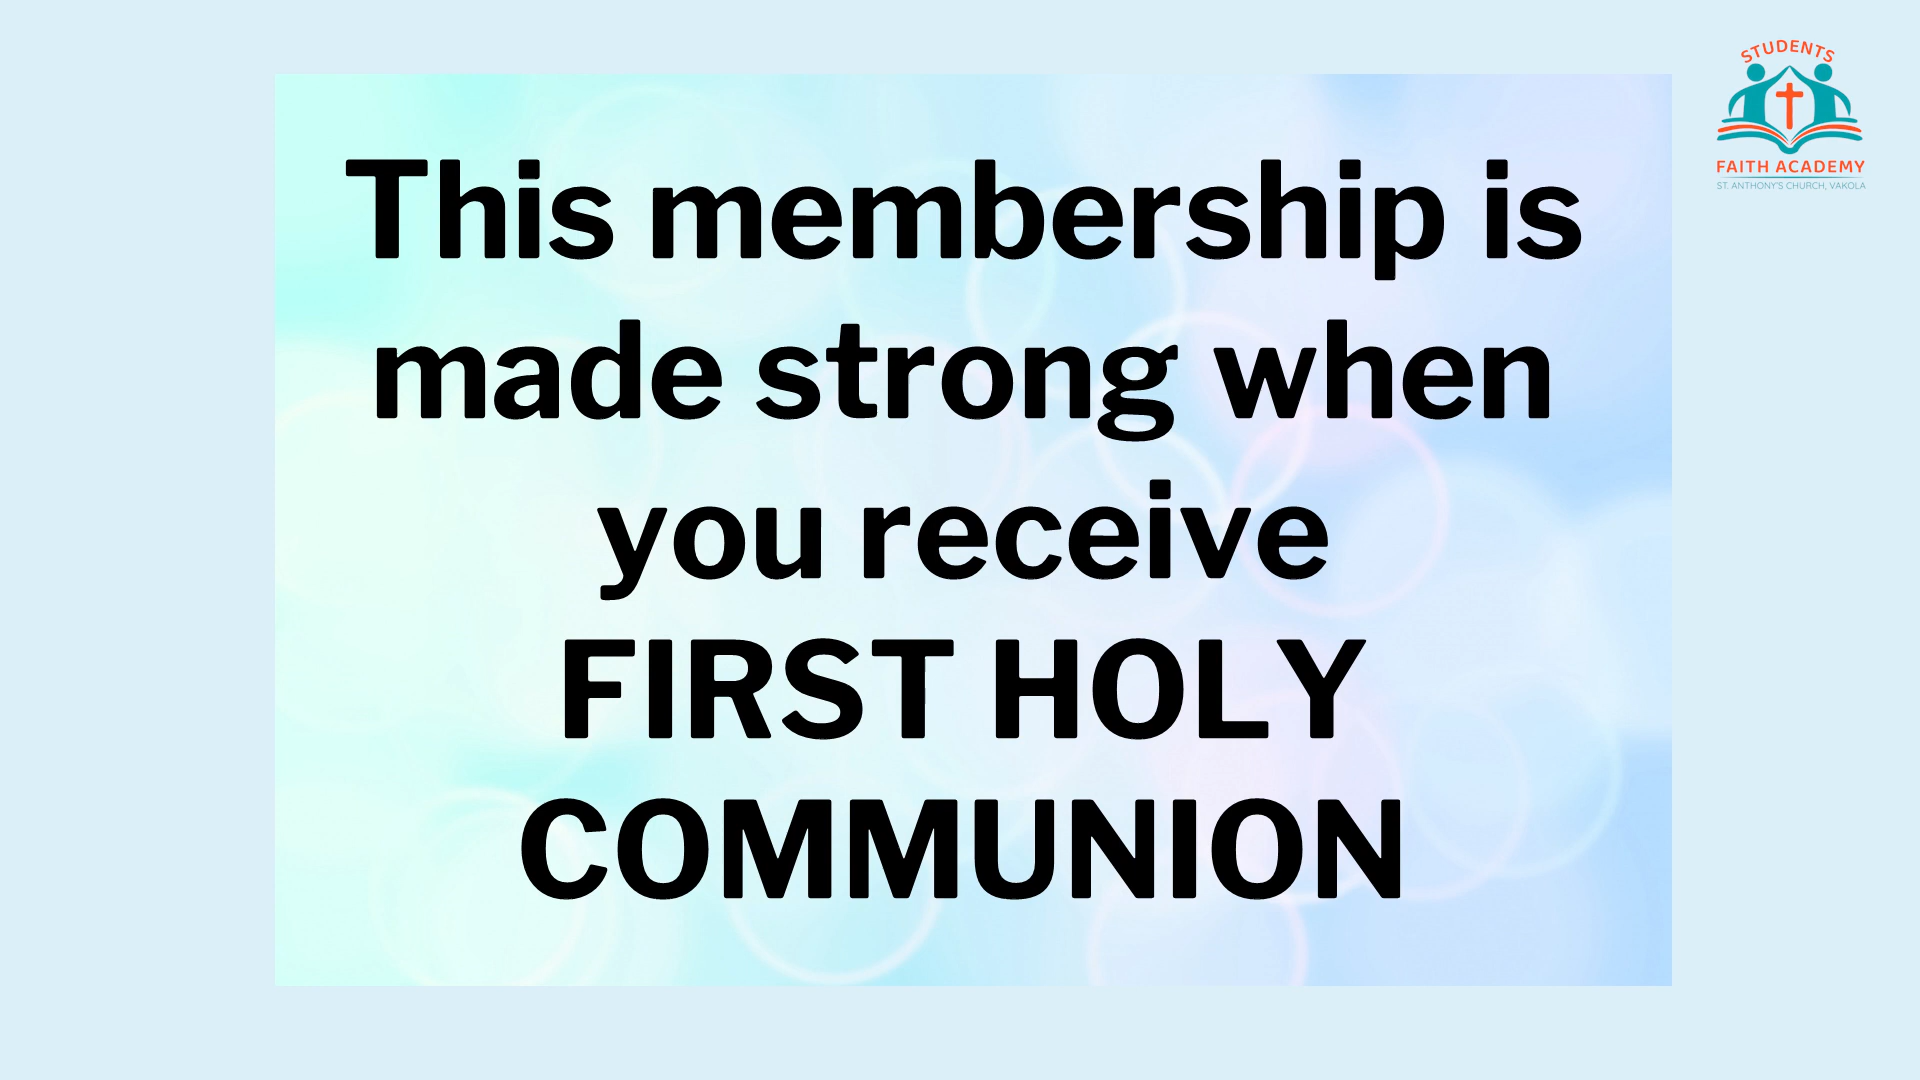 STUDENTS
FAITH ACADEMY
ST. ANTHONY'S CHURCH, VAKOLA
This membership is
made strong when
you receive
FIRST HOLY
COMMUNION